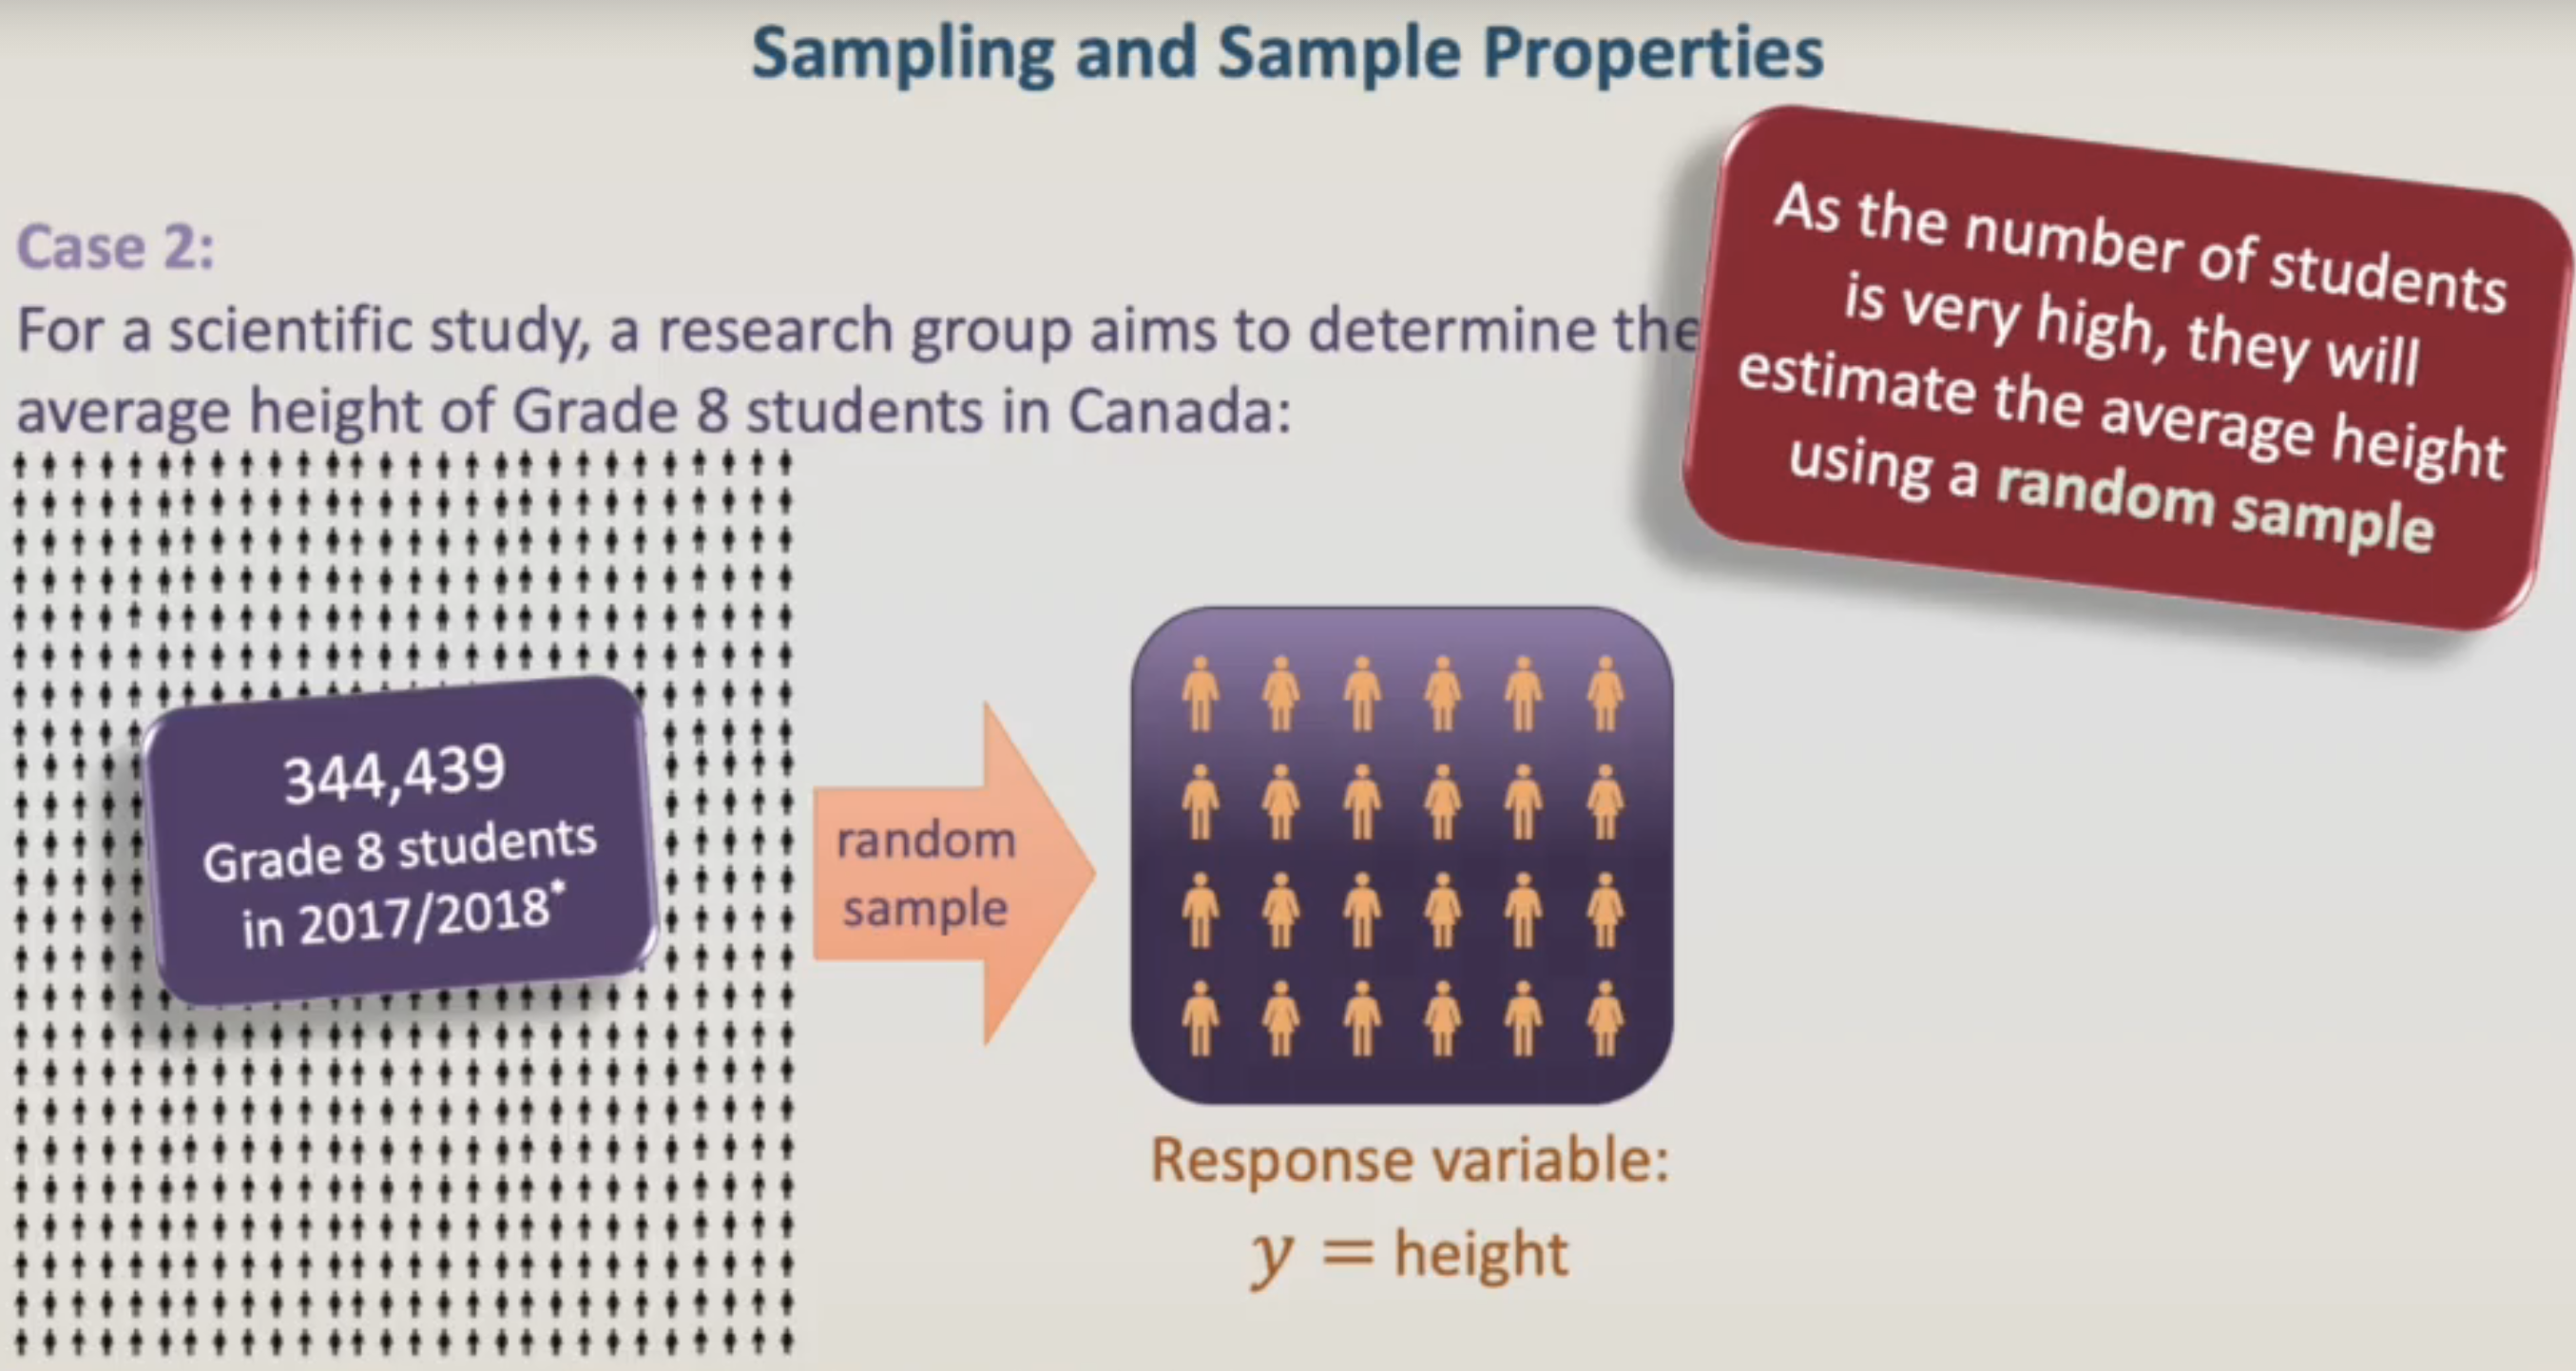 Sampling and Sample Properties
As the number of students
is very high, they will
estimate the average height
using a random sample
Case 2:
For a scientific study, a research group aims to determine the
average height of Grade 8 students in Canada:
344,439
Grade 8 students
in 2017/2018*
random
sample
Response variable:
y = height